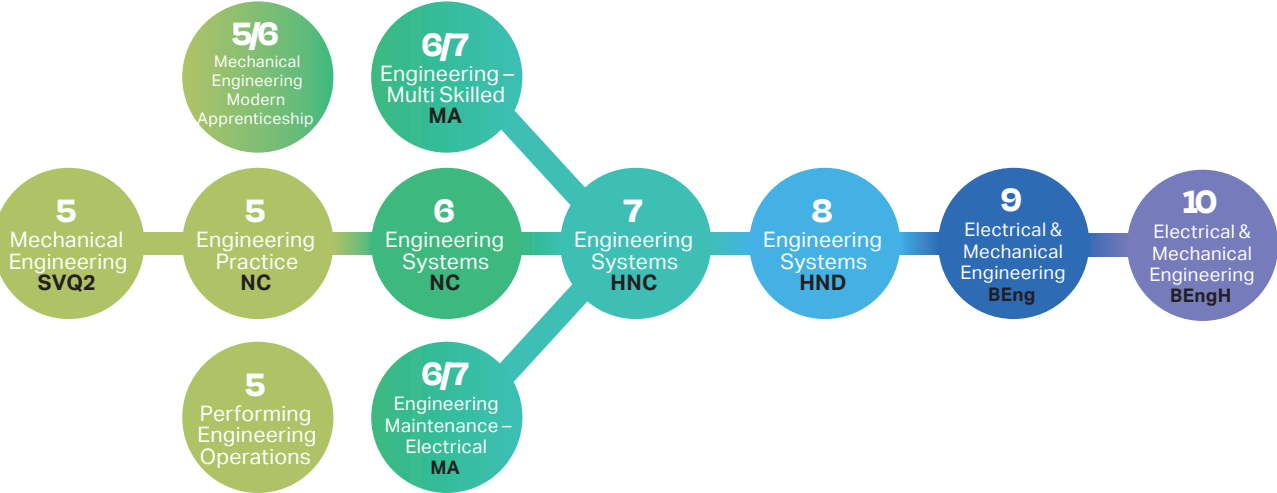 5/6
Mechanical
Engineering
Modern
Apprenticeship
6/7
Engineering –
Multi Skilled
MA
5
Mechanical
Engineering
SVQ2
5
Engineering
Practice
NC
6
Engineering
Systems
NC
7
Engineering
Systems
HNC
8
Engineering
Systems
HND
9
Electrical &
Mechanical
Engineering
BEng
10
Electrical &
Mechanical
Engineering
BEngH
5
Performing
Engineering
Operations
6/7
Engineering
Maintenance –
Electrical
MA